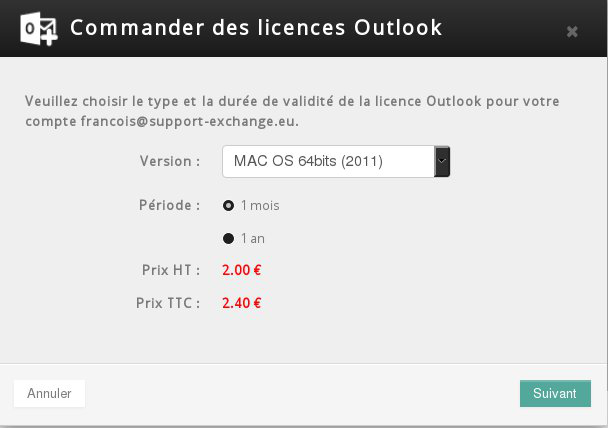 Commander des licences Outlook
Veuillez choisir le type et la durée de validité de la licence Outlook pour votre
compte francois@support-exchange.eu.
Version : MAC OS 64bits (2011)
Période : 1 mois
1 an
Prix HT : 2.00 €
Prix TTC : 2.40 €
Annuler Suivant